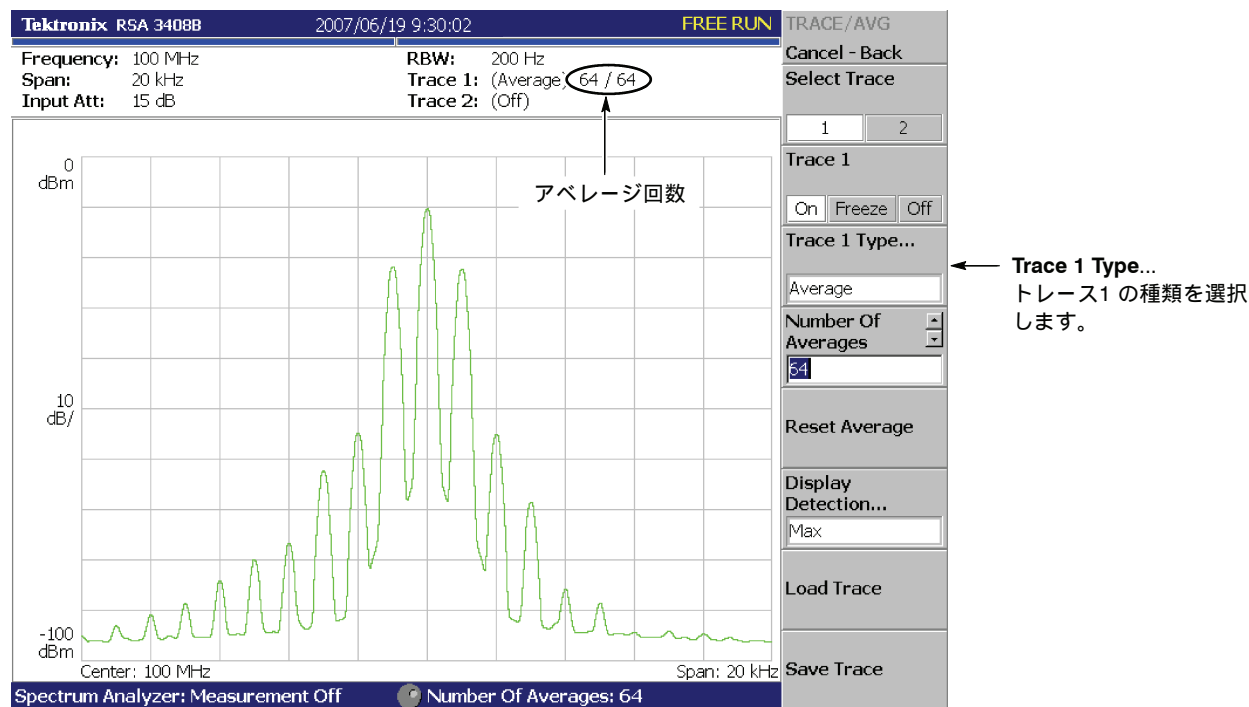 Tektronix RSA 3408B 2007/06/19 9:30:02 FREE RUN
Frequency: 100 MHz
Span: 20 kHz
Input Att: 15 dB
RBW: 200 Hz
Trace 1: (Average) 64 / 64
Trace 2: (Off)
アベレージ回数
0
dBm
10
dB/
-100
dBm
Center: 100 MHz Span: 20 kHz
Spectrum Analyzer: Measurement Off Number Of Averages: 64
TRACE/AVG
Cancel - Back
Select Trace
1 2
Trace 1
On Freeze Off
Trace 1 Type...
Average
Number Of
Averages
64
Reset Average
Display
Detection...
Max
Load Trace
Save Trace
Trace 1 Type...
トレース1 の種類を選択
します。